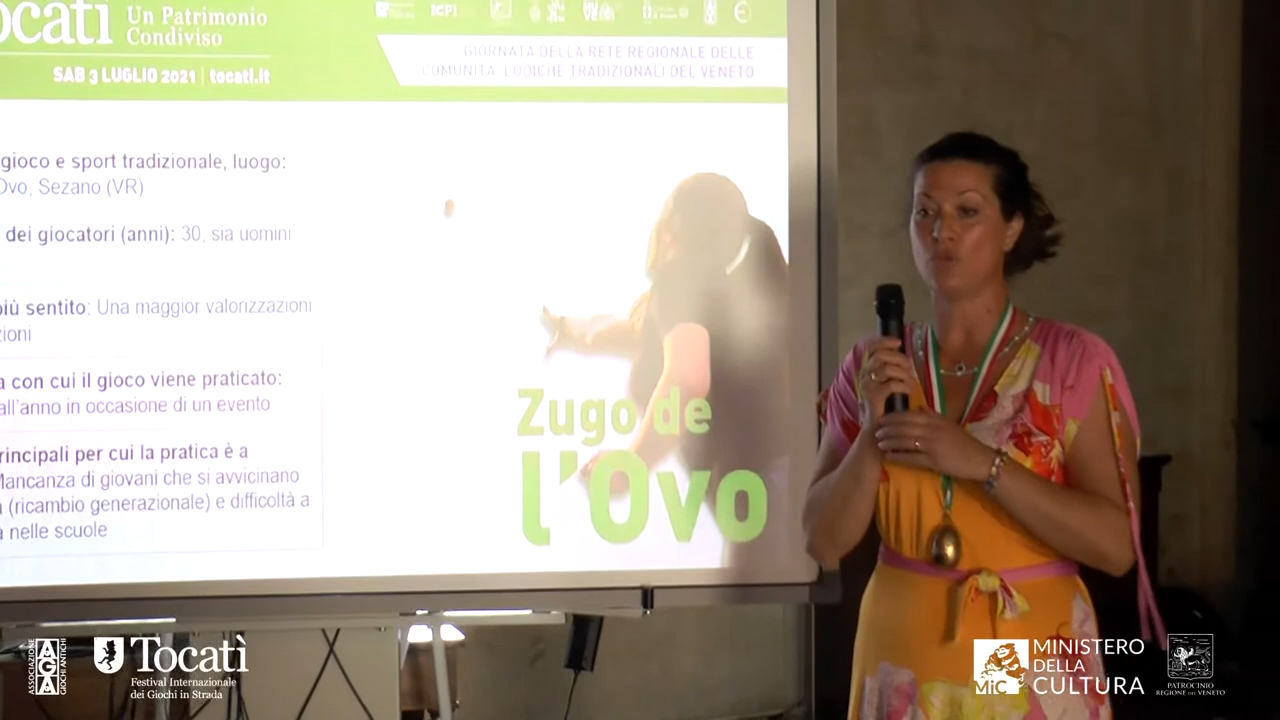 ocatì Un Patrimonio
Condiviso
SAB 3 LUGLIO 2021 | tocati.it
ICPI
GIORNATA DELLA RETE REGIONALE DELLE
COMUNITÀ LUDICHE TRADIZIONALI DEL VENETO
gioco e sport tradizionale, luogo:
Ovo, Sezano (VR)
dei giocatori (anni): 30, sia uomini
più sentito: Una maggior valorizzazioni
zioni
a con cui il gioco viene praticato:
all'anno in occasione di un evento
rincipali per cui la pratica è a
Mancanza di giovani che si avvicinano
a (ricambio generazionale) e difficoltà a
a nelle scuole
Zugo de
l'Ovo
ASSOCIAZIONE
AGA
GIOCHI ANTICHI
Tocatì
Festival Internazionale
dei Giochi in Strada
MiC
MINISTERO
DELLA
CULTURA
PATROCINIO
REGIONE DEL VENETO